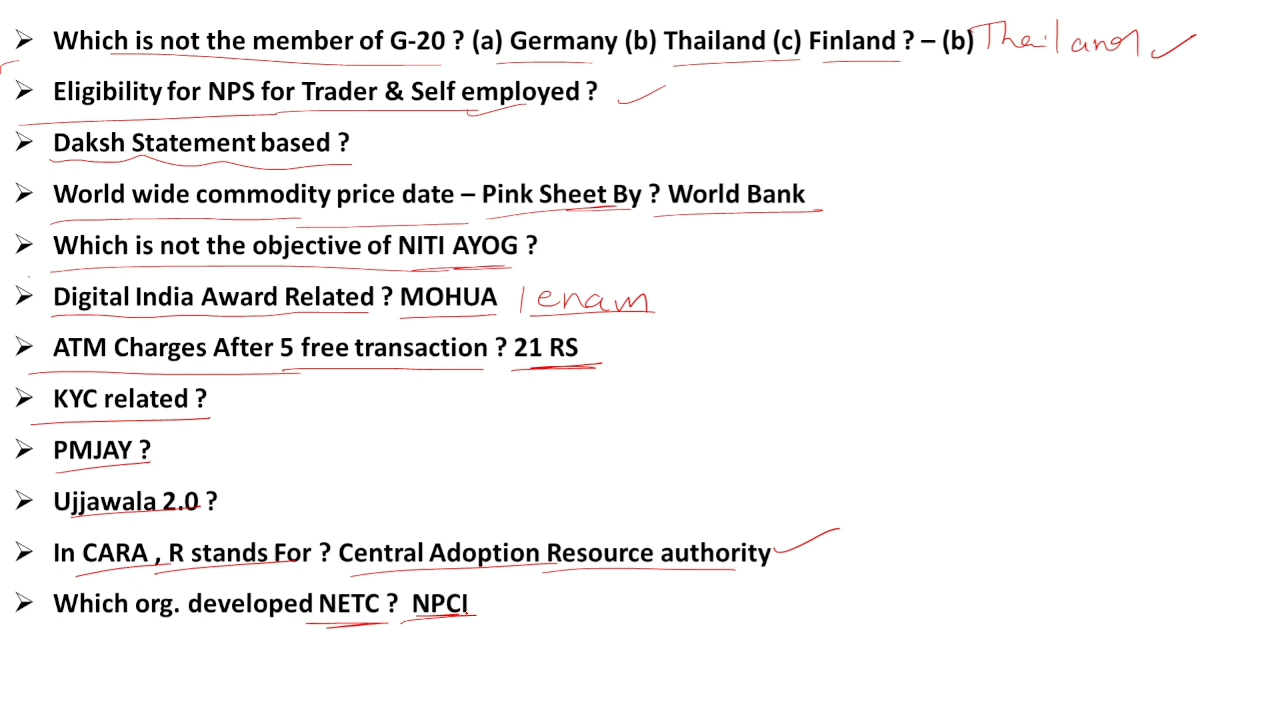 ➢ Which is not the member of G-20 ? (a) Germany (b) Thailand (c) Finland ? – (b) Thailand
➢ Eligibility for NPS for Trader & Self employed ?
➢ Daksh Statement based ?
➢ World wide commodity price date – Pink Sheet By ? World Bank
➢ Which is not the objective of NITI AYOG ?
➢ Digital India Award Related ? MOHUA / enam
➢ ATM Charges After 5 free transaction ? 21 RS
➢ KYC related ?
➢ PMJAY ?
➢ Ujjawala 2.0 ?
➢ In CARA , R stands For ? Central Adoption Resource authority
➢ Which org. developed NETC ? NPCI